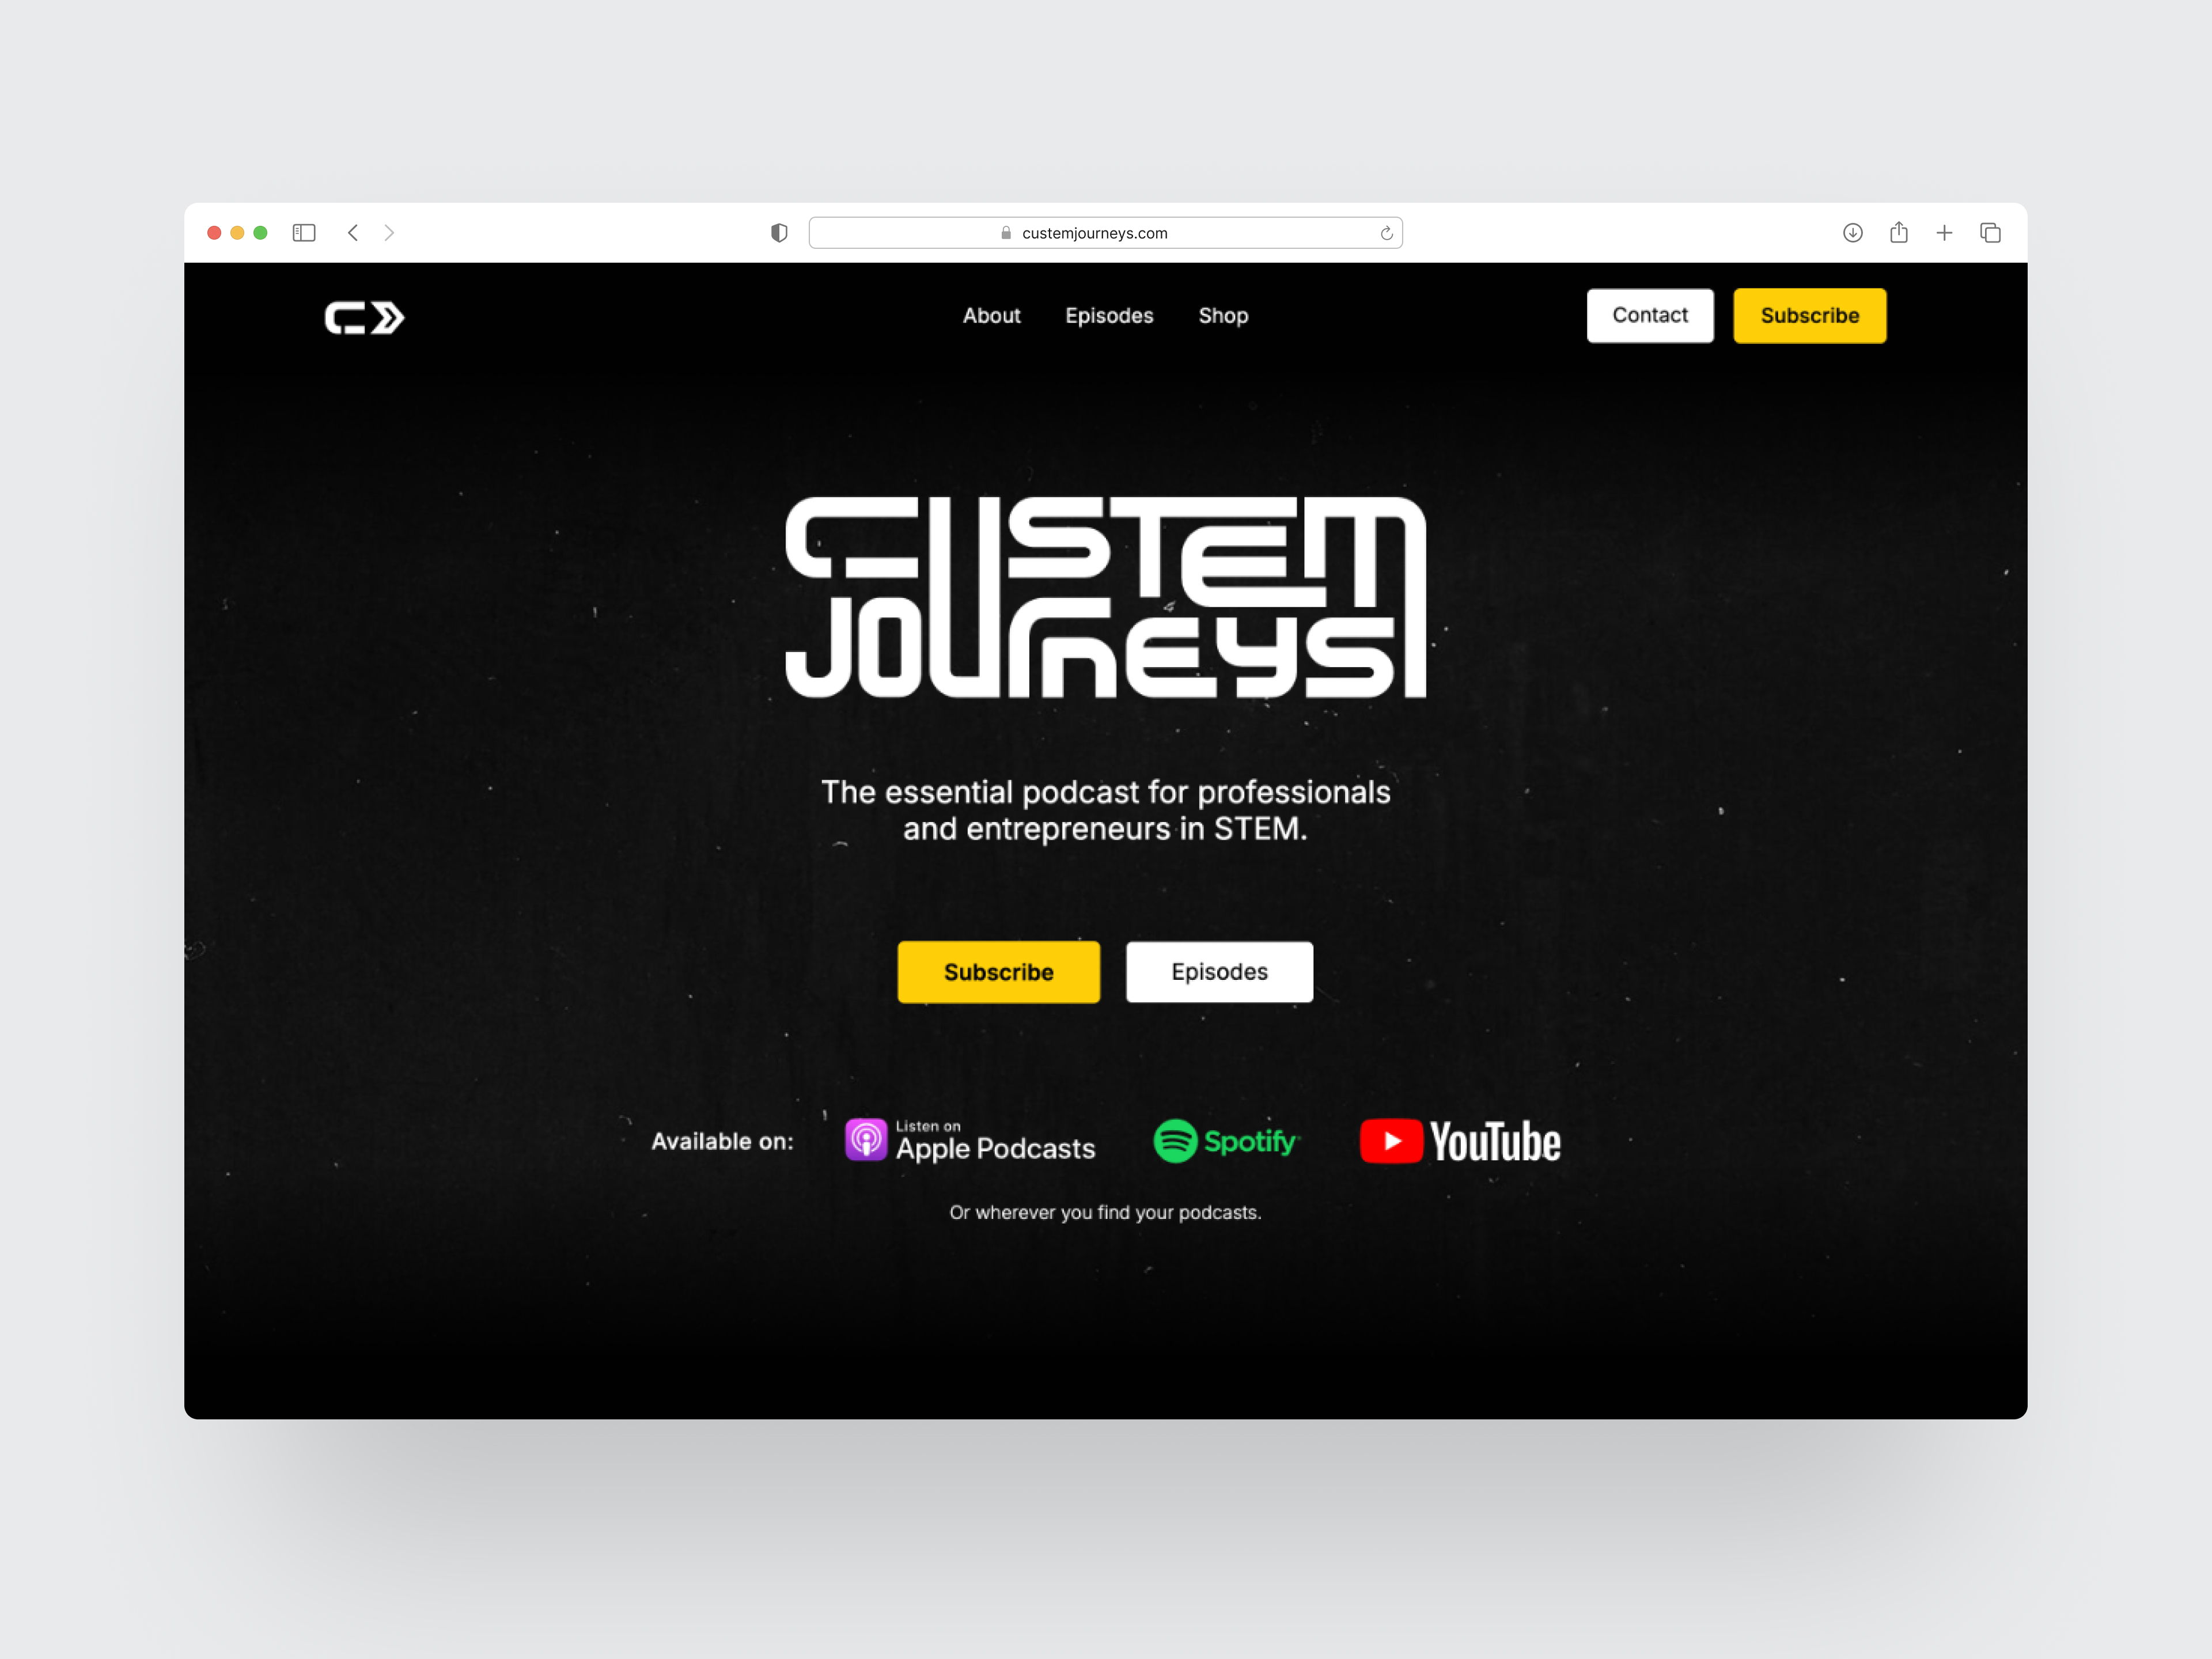 custemjourneys.com
About Episodes Shop Contact Subscribe
CUSTEM
JOURNEYS
The essential podcast for professionals
and entrepreneurs in STEM.
Subscribe Episodes
Available on: Listen on Apple Podcasts Spotify YouTube
Or wherever you find your podcasts.